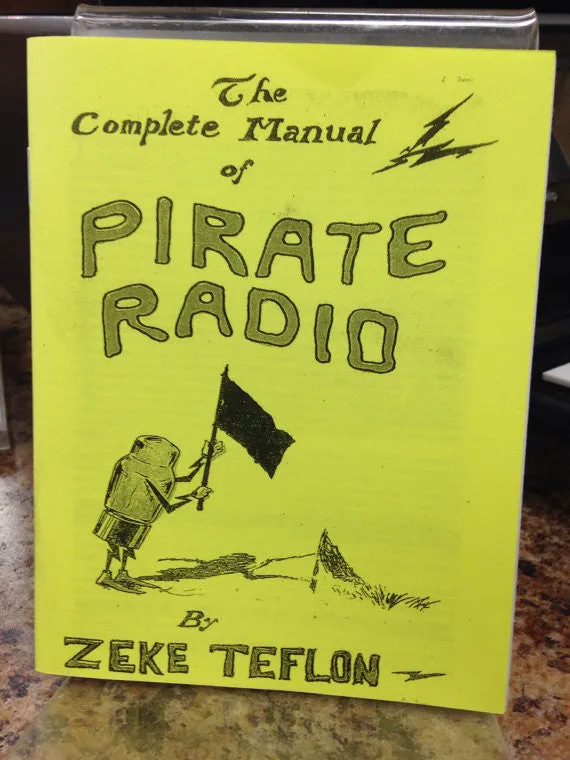 The
Complete Manual
of
PIRATE
RADIO
By
ZEKE TEFLON